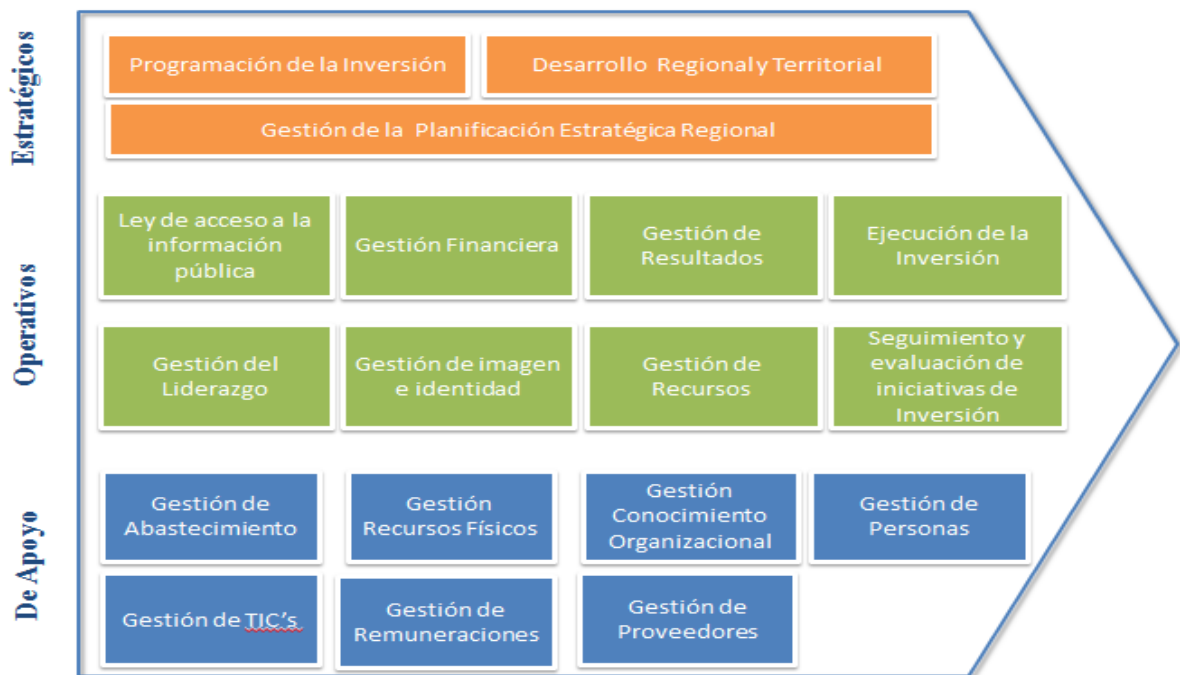 Estratégicos
Programación de la Inversión
Desarrollo Regional y Territorial
Gestión de la Planificación Estratégica Regional
Operativos
Ley de acceso a la
información
pública
Gestión Financiera
Gestión de
Resultados
Ejecución de la
Inversión
Gestión del
Liderazgo
Gestión de imagen
e identidad
Gestión de
Recursos
Seguimiento y
evaluación de
iniciativas de
Inversión
De Apoyo
Gestión de
Abastecimiento
Gestión
Recursos Físicos
Gestión
Conocimiento
Organizacional
Gestión de
Personas
Gestión de TIC's
Gestión de
Remuneraciones
Gestión de
Proveedores